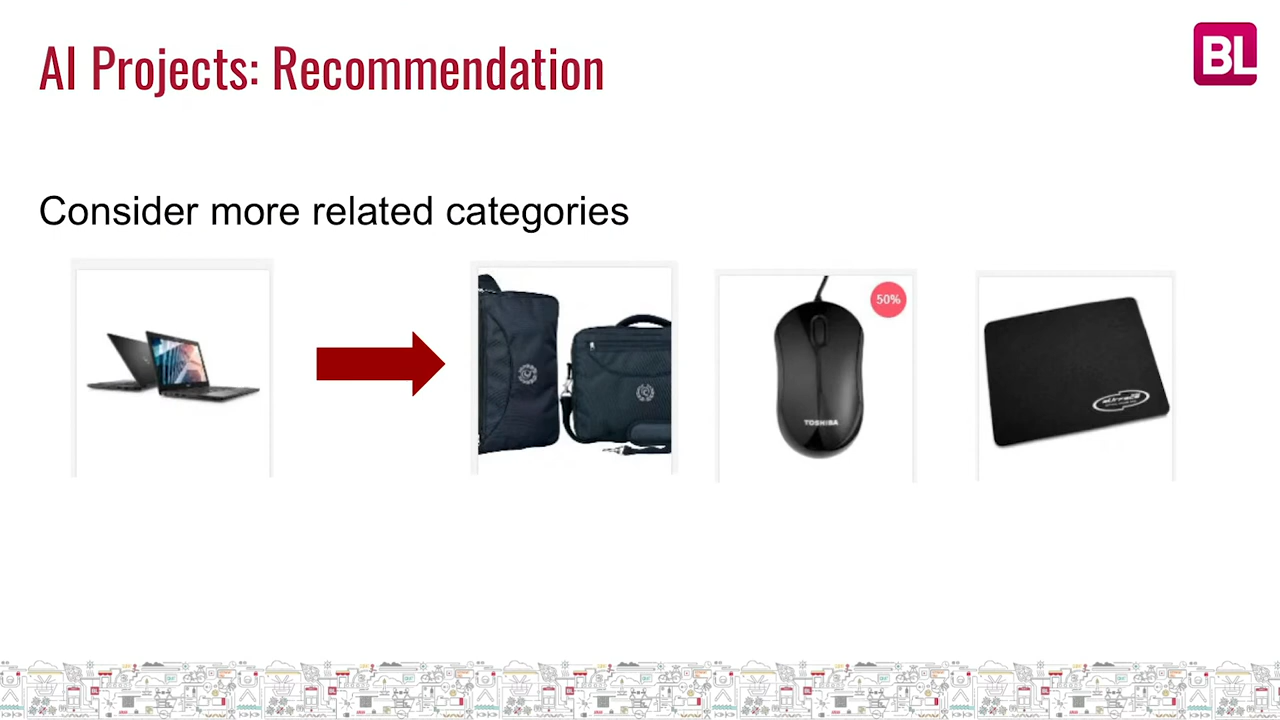 AI Projects: Recommendation
BL
Consider more related categories
50%
TOSHIBA